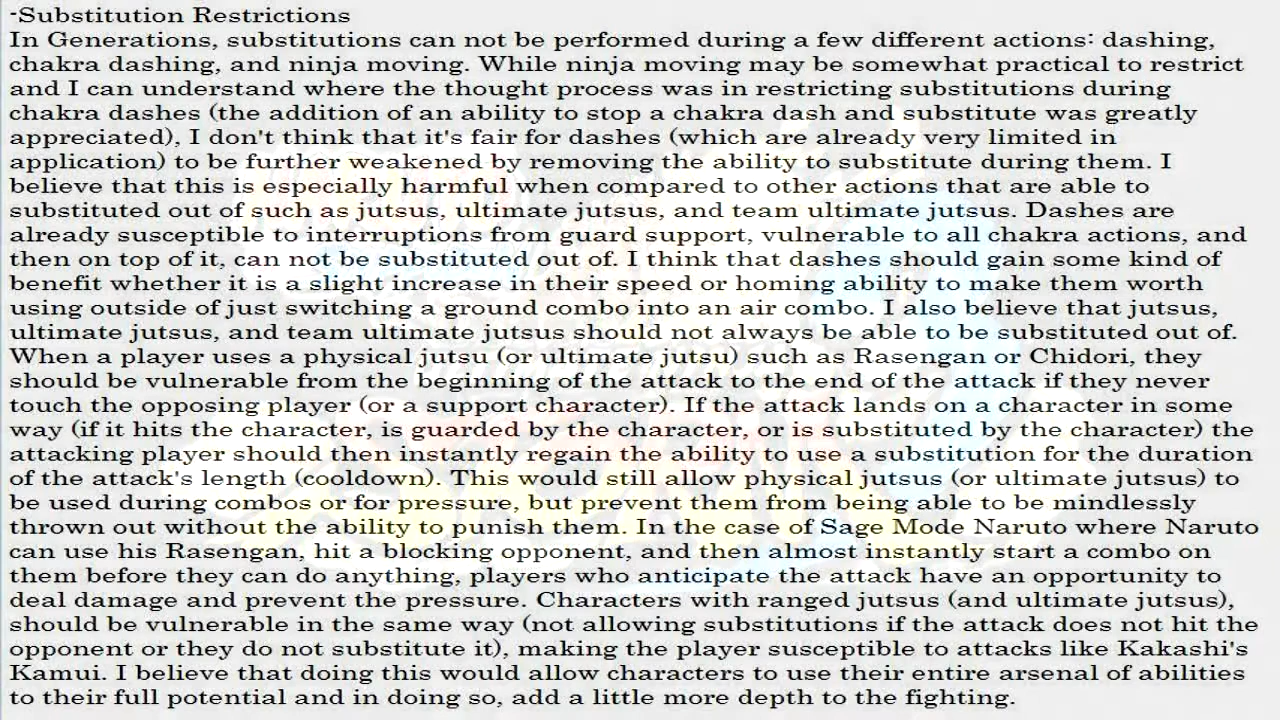 -Substitution Restrictions
In Generations, substitutions can not be performed during a few different actions: dashing,
chakra dashing, and ninja moving. While ninja moving may be somewhat practical to restrict
and I can understand where the thought process was in restricting substitutions during
chakra dashes (the addition of an ability to stop a chakra dash and substitute was greatly
appreciated), I don't think that it's fair for dashes (which are already very limited in
application) to be further weakened by removing the ability to substitute during them. I
believe that this is especially harmful when compared to other actions that are able to
substituted out of such as jutsus, ultimate jutsus, and team ultimate jutsus. Dashes are
already susceptible to interruptions from guard support, vulnerable to all chakra actions, and
then on top of it, can not be substituted out of. I think that dashes should gain some kind of
benefit whether it is a slight increase in their speed or homing ability to make them worth
using outside of just switching a ground combo into an air combo. I also believe that jutsus,
ultimate jutsus, and team ultimate jutsus should not always be able to be substituted out of.
When a player uses a physical jutsu (or ultimate jutsu) such as Rasengan or Chidori, they
should be vulnerable from the beginning of the attack to the end of the attack if they never
touch the opposing player (or a support character). If the attack lands on a character in some
way (if it hits the character, is guarded by the character, or is substituted by the character) the
attacking player should then instantly regain the ability to use a substitution for the duration
of the attack's length (cooldown). This would still allow physical jutsus (or ultimate jutsus) to
be used during combos or for pressure, but prevent them from being able to be mindlessly
thrown out without the ability to punish them. In the case of Sage Mode Naruto where Naruto
can use his Rasengan, hit a blocking opponent, and then almost instantly start a combo on
them before they can do anything, players who anticipate the attack have an opportunity to
deal damage and prevent the pressure. Characters with ranged jutsus (and ultimate jutsus),
should be vulnerable in the same way (not allowing substitutions if the attack does not hit the
opponent or they do not substitute it), making the player susceptible to attacks like Kakashi's
Kamui. I believe that doing this would allow characters to use their entire arsenal of abilities
to their full potential and in doing so, add a little more depth to the fighting.